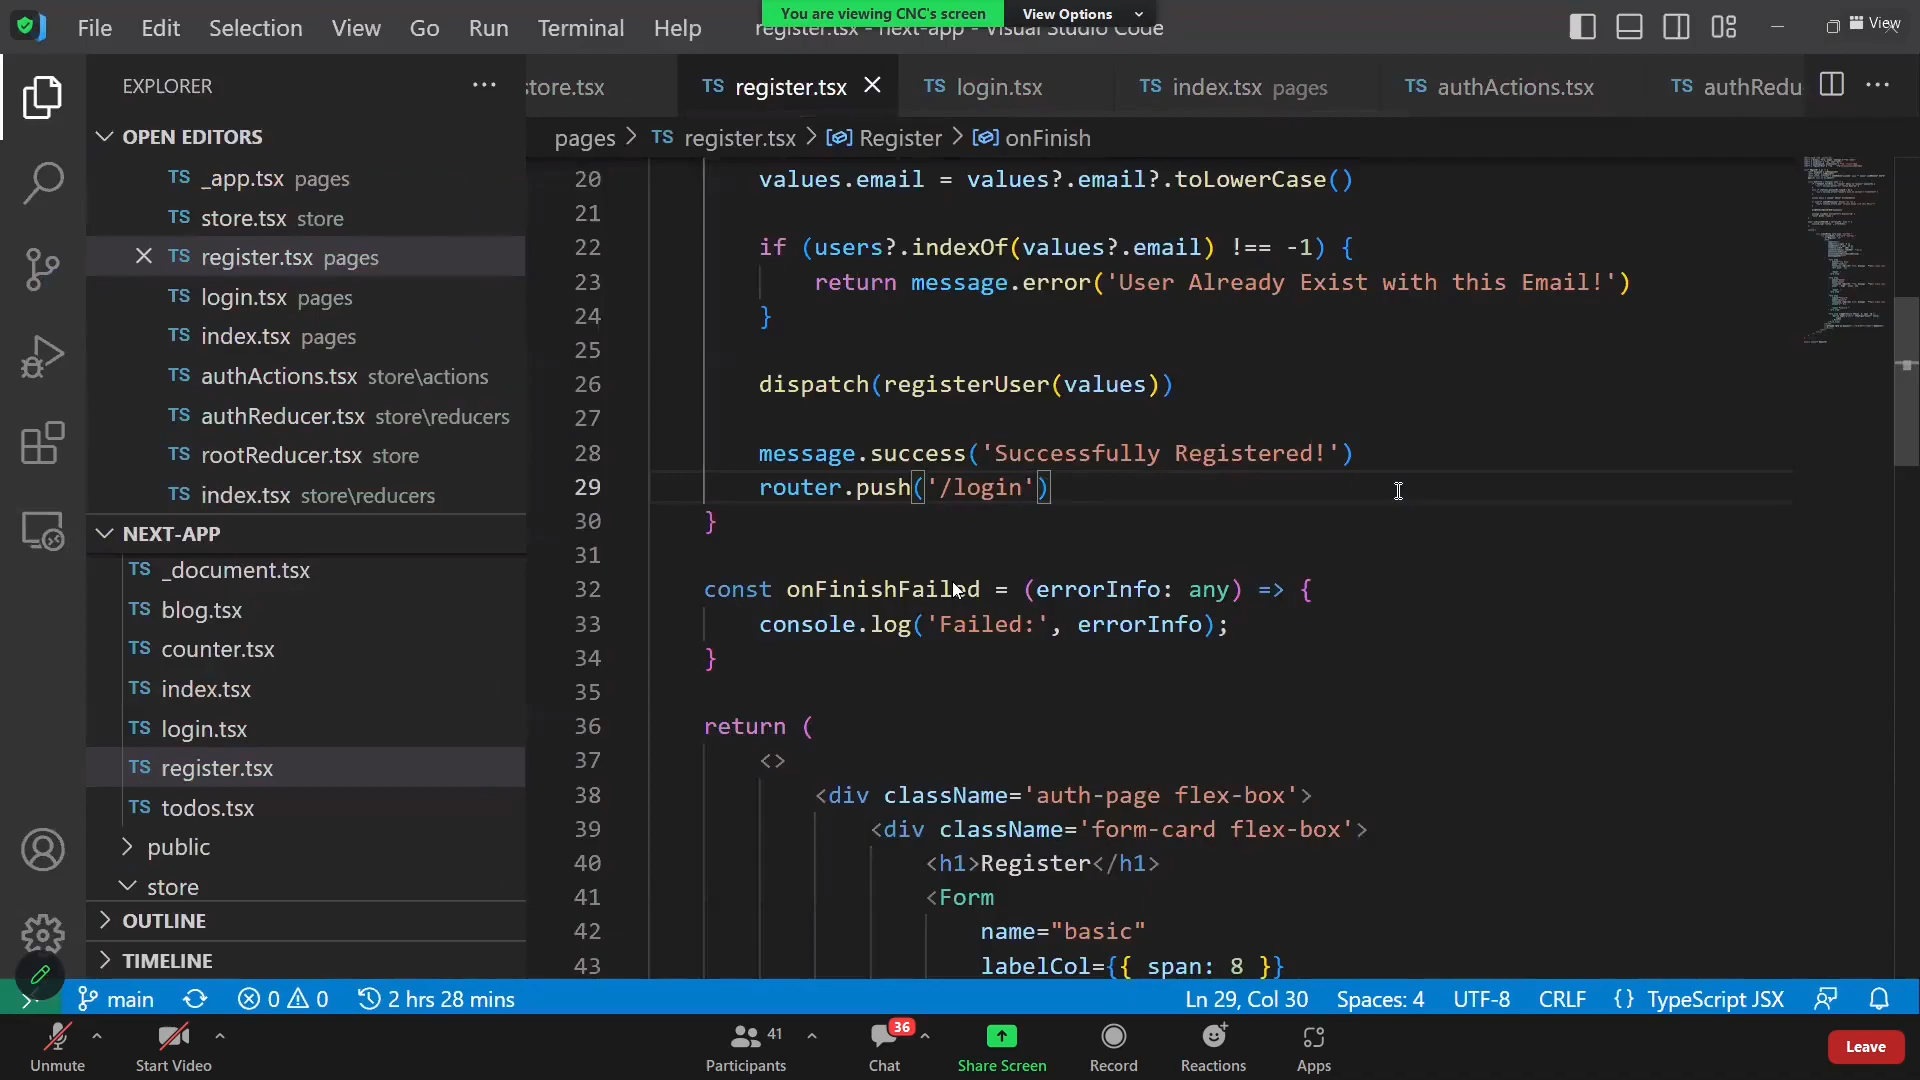 You are viewing CNC's screen
View Options
View
File Edit Selection View Go Run Terminal Help
register.tsx - next-app - Visual Studio Code
EXPLORER
store.tsx
TS register.tsx
TS login.tsx
TS index.tsx pages
TS authActions.tsx
TS authRedu
pages > TS register.tsx > Register > onFinish
OPEN EDITORS
TS _app.tsx pages
TS store.tsx store
TS register.tsx pages
TS login.tsx pages
TS index.tsx pages
TS authActions.tsx store\actions
TS authReducer.tsx store\reducers
TS rootReducer.tsx store
TS index.tsx store\reducers
NEXT-APP
TS _document.tsx
TS blog.tsx
TS counter.tsx
TS index.tsx
TS login.tsx
TS register.tsx
TS todos.tsx
public
store
OUTLINE
TIMELINE
20 values.email = values?.email?.toLowerCase()
21
22 if (users?.indexOf(values?.email) !== -1) {
23 return message.error('User Already Exist with this Email!')
24 }
25
26 dispatch(registerUser(values))
27
28 message.success('Successfully Registered!')
29 router.push('/login')
30 }
31
32 const onFinishFailed = (errorInfo: any) => {
33 console.log('Failed:', errorInfo);
34 }
35
36 return (
37 <>
38 <div className='auth-page flex-box'>
39 <div className='form-card flex-box'>
40 <h1>Register</h1>
41 <Form
42 name="basic"
43 labelCol={{ span: 8 }}
main 0 0 2 hrs 28 mins Ln 29, Col 30 Spaces: 4 UTF-8 CRLF {} TypeScript JSX
41
36
Unmute Start Video Participants Chat Share Screen Record Reactions Apps Leave